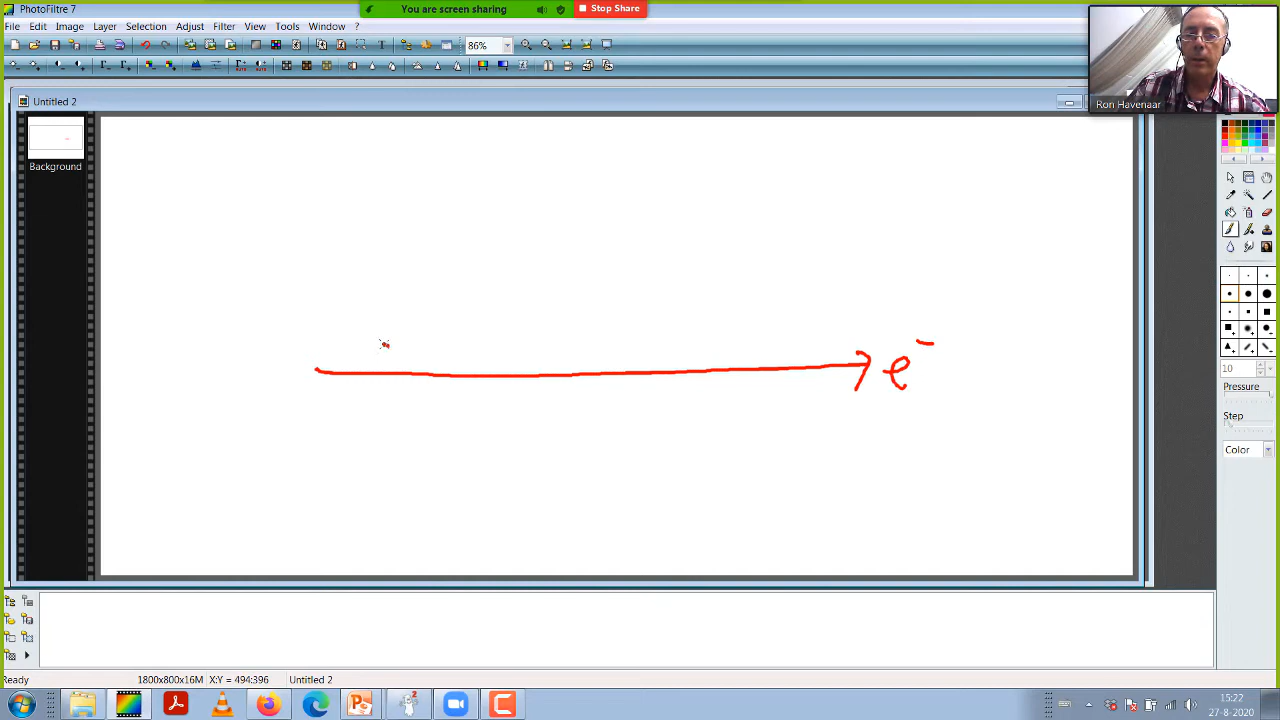 PhotoFiltre 7
You are screen sharing
Stop Share
File Edit Image Layer Selection Adjust Filter View Tools Window ?
86%
Ron Havenaar
Untitled 2
Background
e⁻
10
Pressure
Step
Color
Ready
1800x800x16M
X:Y = 494:396
Untitled 2
15:22
27-8-2020